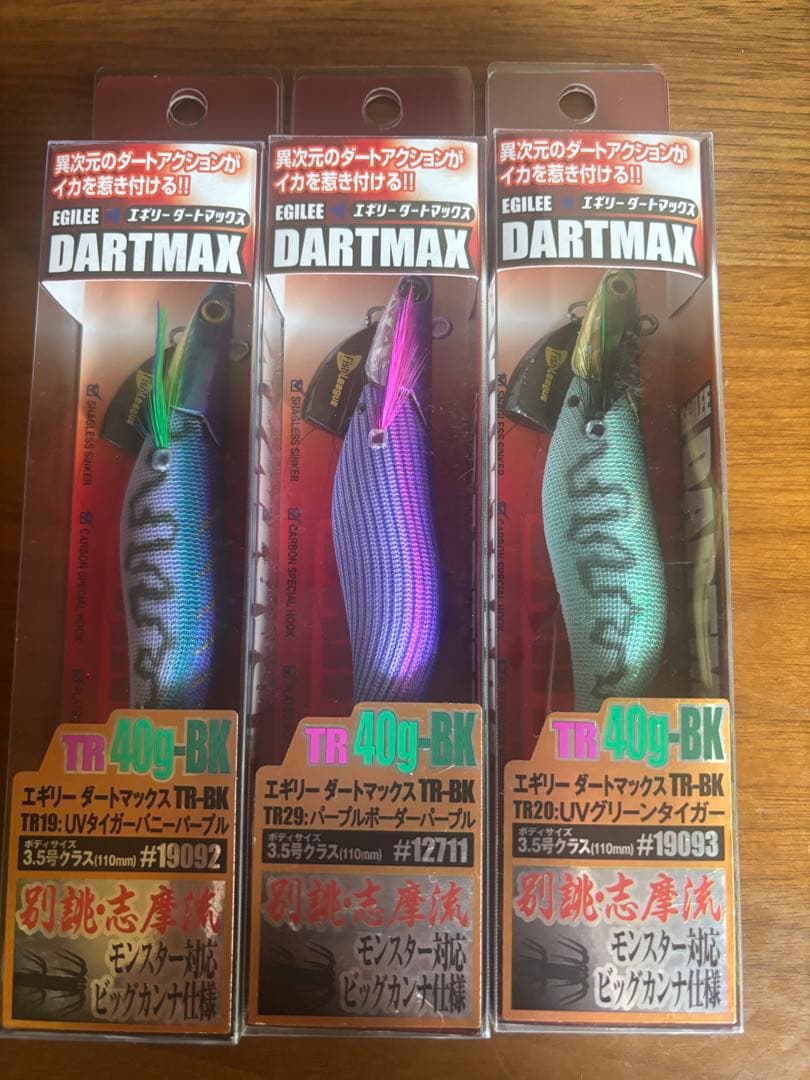 異次元のダートアクションが
イカを惹き付ける!!
EGILEE エギリーダートマックス
DARTMAX
SNAGLESS SINKER
CARBON SPECIAL HOOK
TR 40g-BK
エギリー ダートマックス TR-BK
TR19:UVタイガーバニーパープル
ボディサイズ
3.5号クラス(110mm) #19092
別誂・志摩流
モンスター対応
ビッグカンナ仕様
異次元のダートアクションが
イカを惹き付ける!!
EGILEE エギリーダートマックス
DARTMAX
FishLeague
SNAGLESS SINKER
CARBON SPECIAL HOOK
TR 40g-BK
エギリー ダートマックス TR-BK
TR29:パープルボーダーパープル
ボディサイズ
3.5号クラス(110mm) #12711
別誂・志摩流
モンスター対応
ビッグカンナ仕様
異次元のダートアクションが
イカを惹き付ける!!
EGILEE エギリーダートマックス
DARTMAX
FishLeague
EGILEE
TR 40g-BK
エギリー ダートマックス TR-BK
TR20:UVグリーンタイガー
ボディサイズ
3.5号クラス(110mm) #19093
別誂・志摩流
モンスター対応
ビッグカンナ仕様